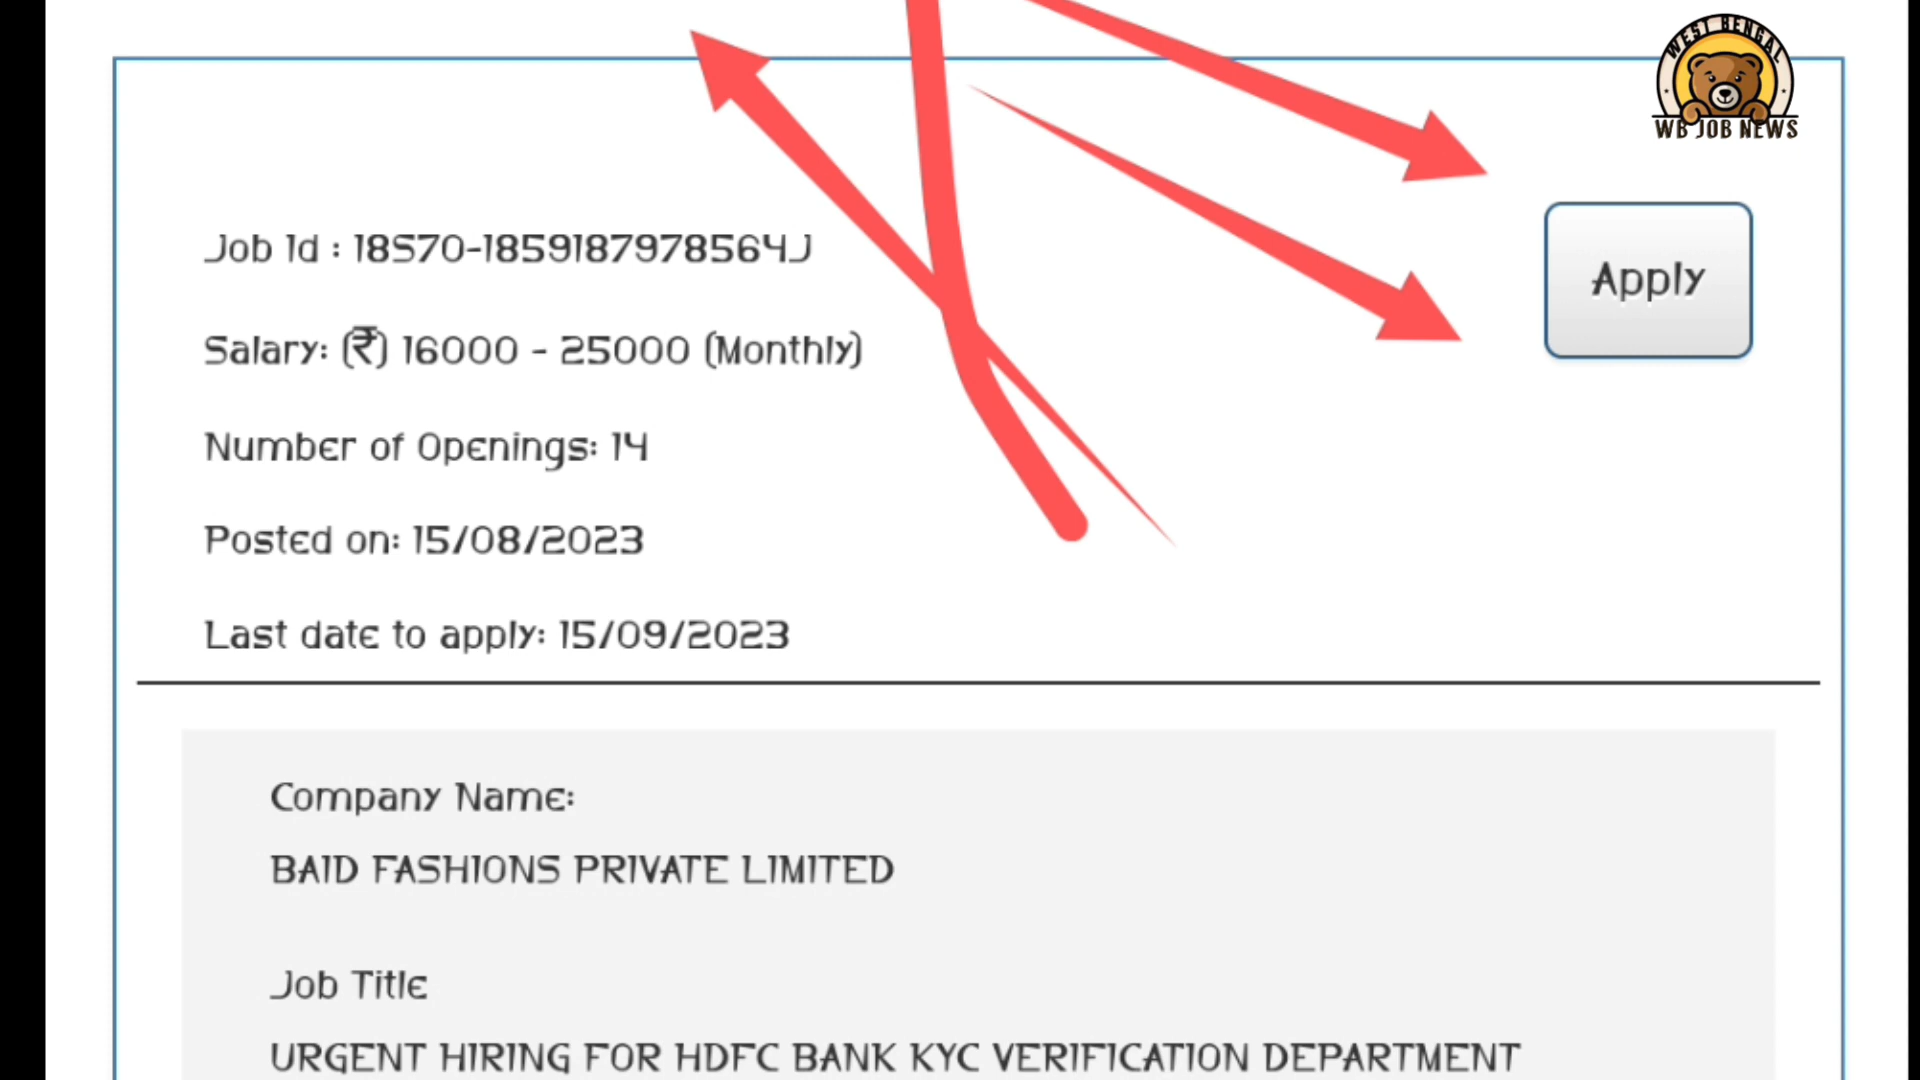 WEST BENGAL
WB JOB NEWS
Job Id : 18S70-1859187978564J
Apply
Salary: (₹) 16000 - 25000 (Monthly)
Number of Openings: 14
Posted on: 15/08/2023
Last date to apply: 15/09/2023
Company Name:
BAID FASHIONS PRIVATE LIMITED
Job Title
URGENT HIRING FOR HDFC BANK KYC VERIFICATION DEPARTMENT